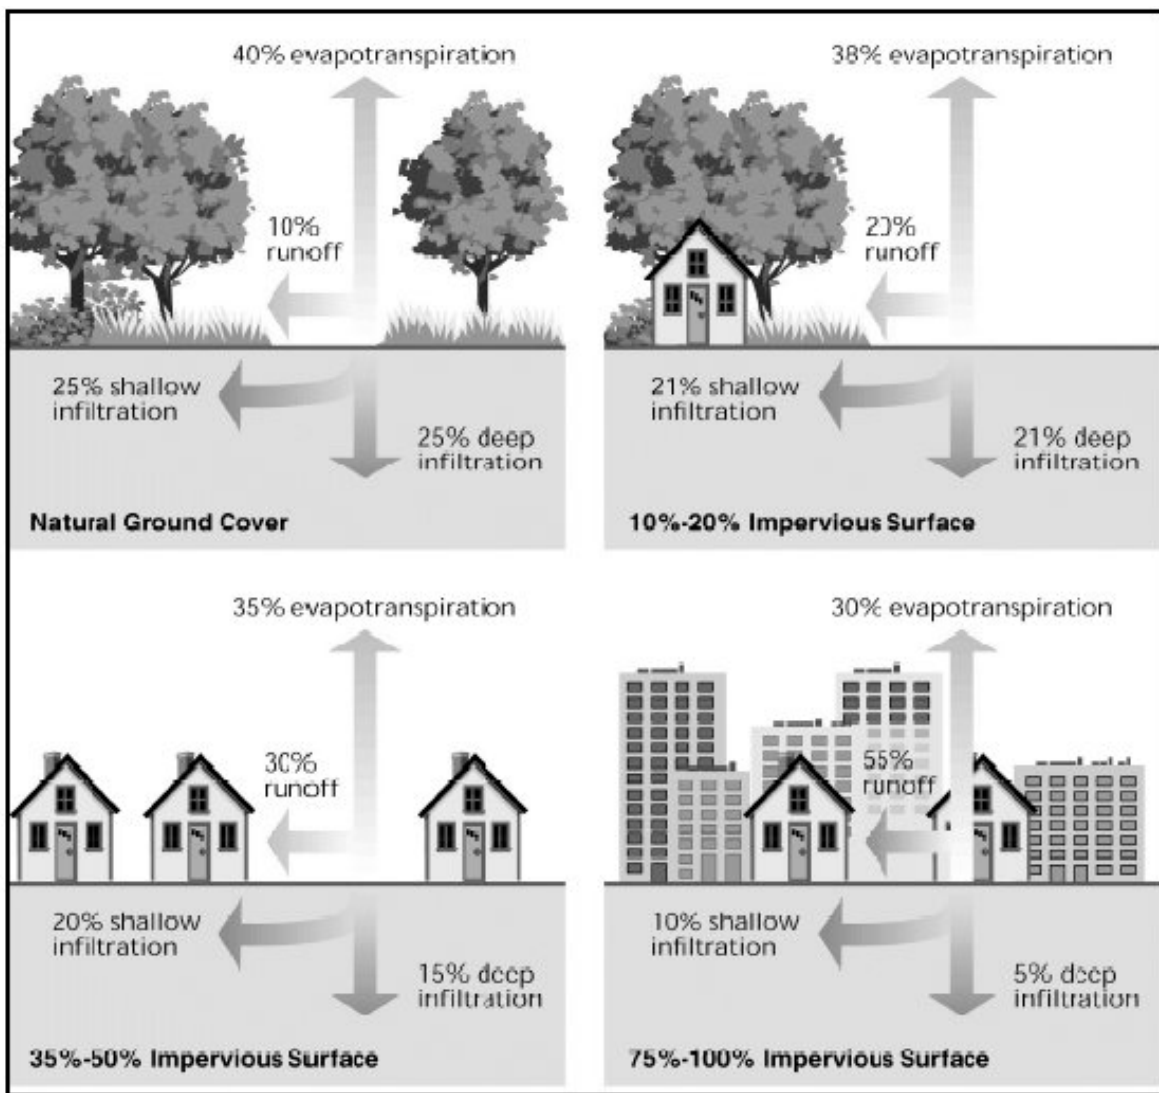 40% evapotranspiration
10%
runoff
25% shallow
infiltration
25% deep
infiltration
Natural Ground Cover
38% evapotranspiration
20%
runoff
21% shallow
infiltration
21% deep
infiltration
10%-20% Impervious Surface
35% evapotranspiration
30%
runoff
20% shallow
infiltration
15% deep
infiltration
35%-50% Impervious Surface
30% evapotranspiration
55%
runoff
10% shallow
infiltration
5% deep
infiltration
75%-100% Impervious Surface